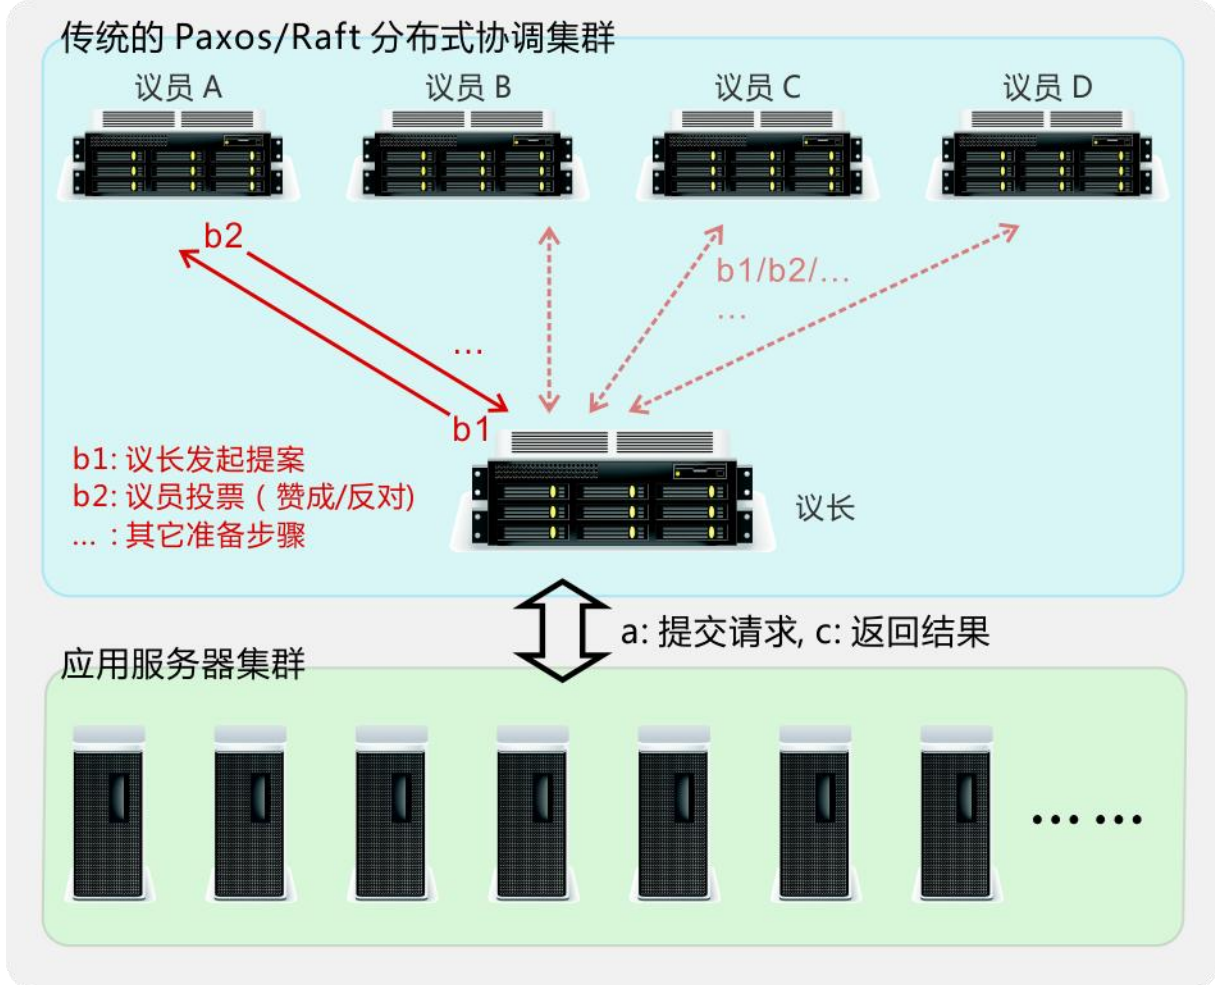 传统的 Paxos/Raft 分布式协调集群
议员 A
议员 B
议员 C
议员 D
b2
b1/b2/...
...
...
b1
b1: 议长发起提案
b2: 议员投票 ( 赞成/反对)
... : 其它准备步骤
议长
a: 提交请求, c: 返回结果
应用服务器集群
... ...